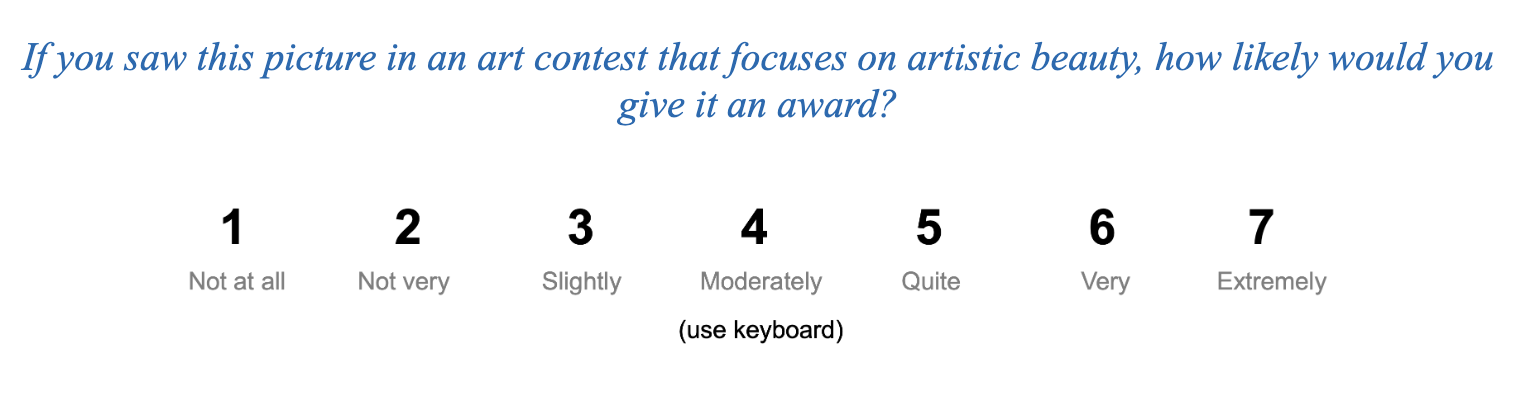 If you saw this picture in an art contest that focuses on artistic beauty, how likely would you
give it an award?
1 2 3 4 5 6 7
Not at all Not very Slightly Moderately Quite Very Extremely
(use keyboard)